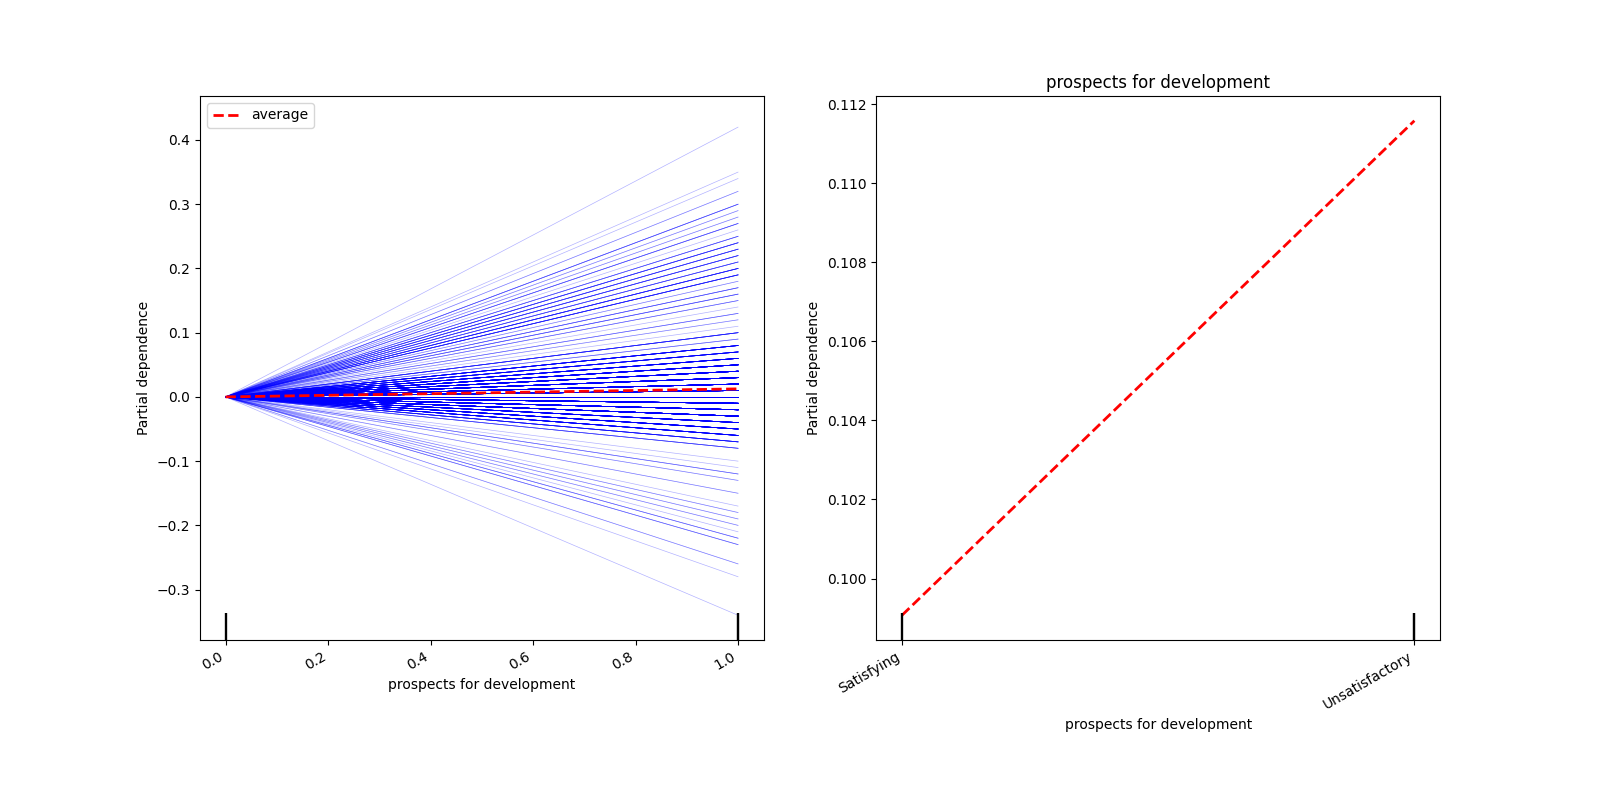 average
0.4
0.3
0.2
0.1
0.0
−0.1
−0.2
−0.3
Partial dependence
0.0
0.2
0.4
0.6
0.8
1.0
prospects for development
prospects for development
0.112
0.110
0.108
0.106
0.104
0.102
0.100
Partial dependence
Satisfying
Unsatisfactory
prospects for development